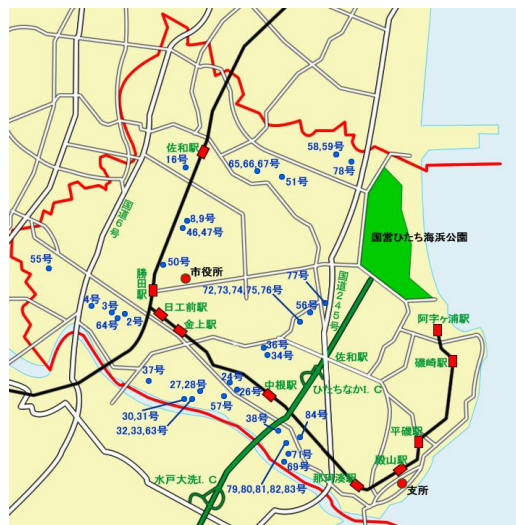 佐和駅
16号
65,66,67号
58,59号
51号
78号
国道6号
8,9号
46,47号
国営ひたち海浜公園
55号
50号
市役所
勝田駅
77号
国道245号
72,73,74,75,76号
56号
4号
3号
64号
2号
日工前駅
金上駅
阿字ヶ浦駅
36号
34号
佐和駅
磯崎駅
ひたちなかI.C
37号
27,28号
24号
26号
中根駅
57号
30,31号
32,33,63号
38号
84号
平磯駅
71号
69号
殿山駅
79,80,81,82,83号
那珂湊駅
支所
水戸大洗I.C